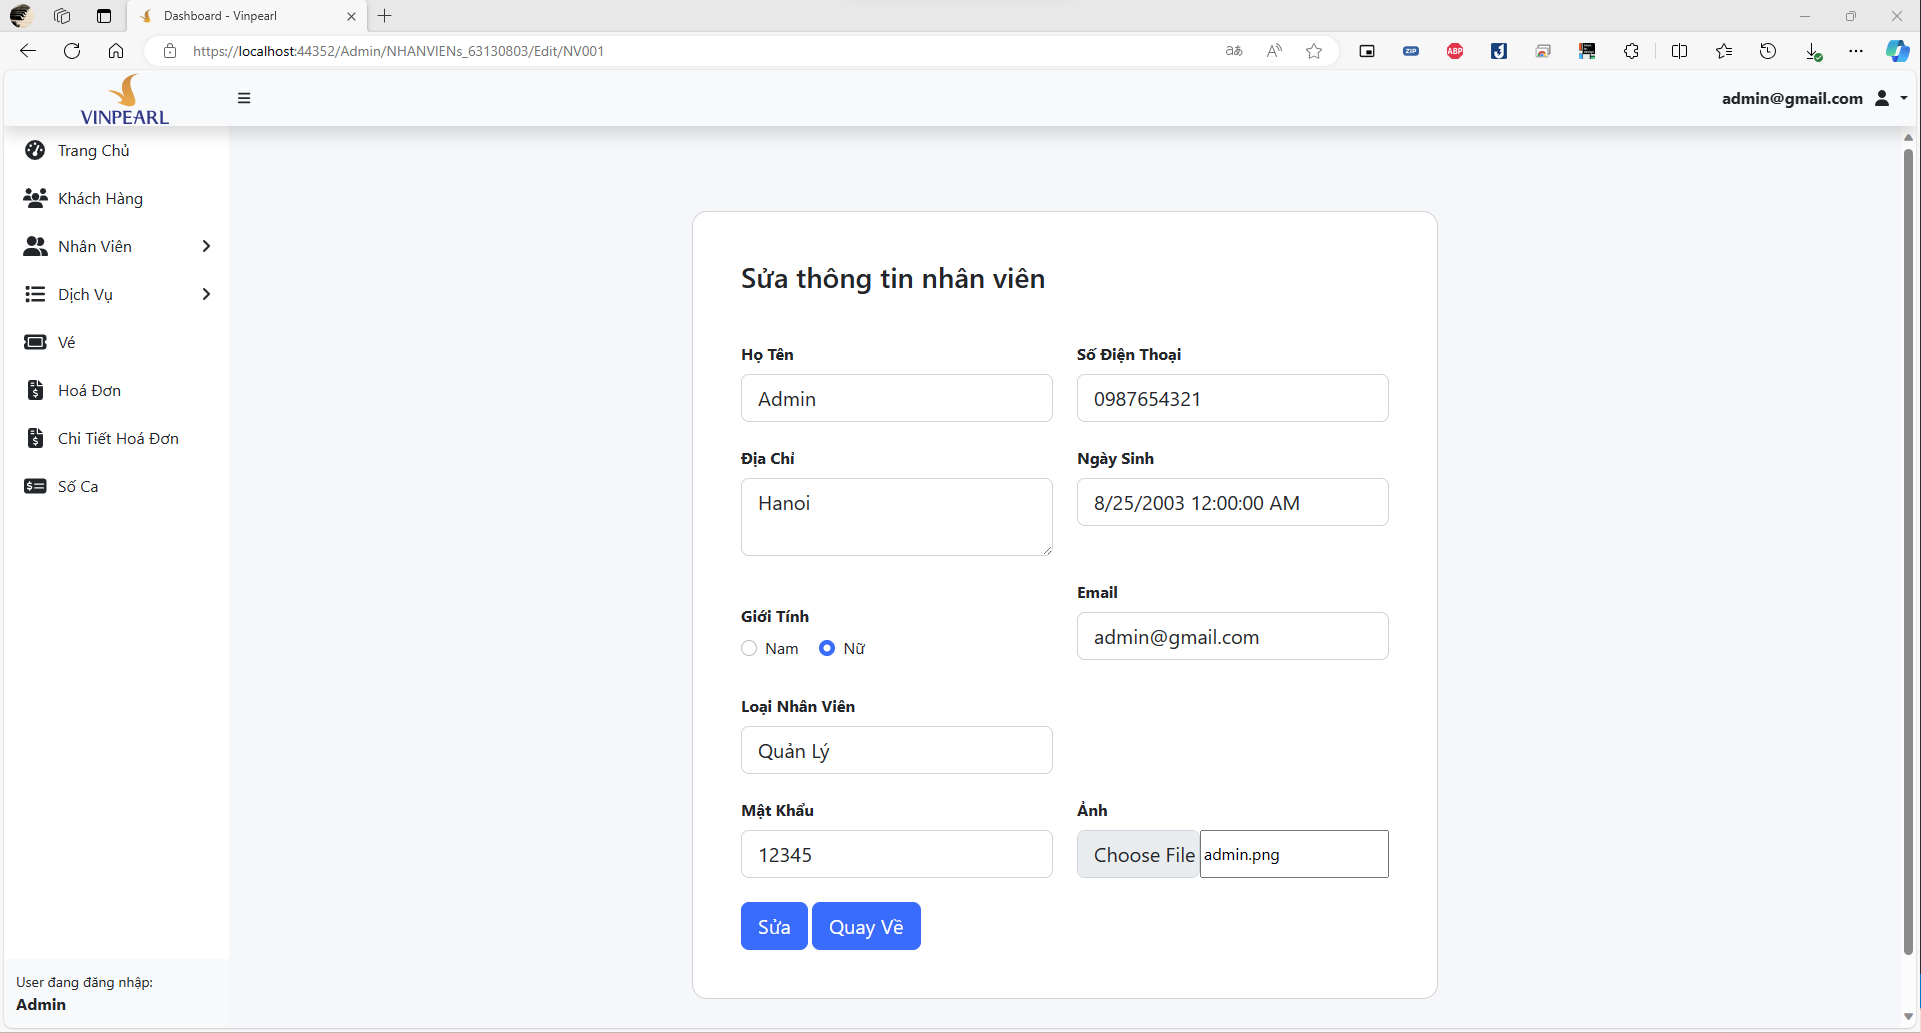 Dashboard - Vinpearl
https://localhost:44352/Admin/NHANVIENs_63130803/Edit/NV001
VINPEARL
admin@gmail.com
Trang Chủ
Khách Hàng
Nhân Viên
Dịch Vụ
Vé
Hoá Đơn
Chi Tiết Hoá Đơn
Số Ca
User đang đăng nhập:
Admin
Sửa thông tin nhân viên
Họ Tên
Admin
Số Điện Thoại
0987654321
Địa Chỉ
Hanoi
Ngày Sinh
8/25/2003 12:00:00 AM
Giới Tính
Nam Nữ
Email
admin@gmail.com
Loại Nhân Viên
Quản Lý
Mật Khẩu
12345
Ảnh
Choose File admin.png
Sửa Quay Về